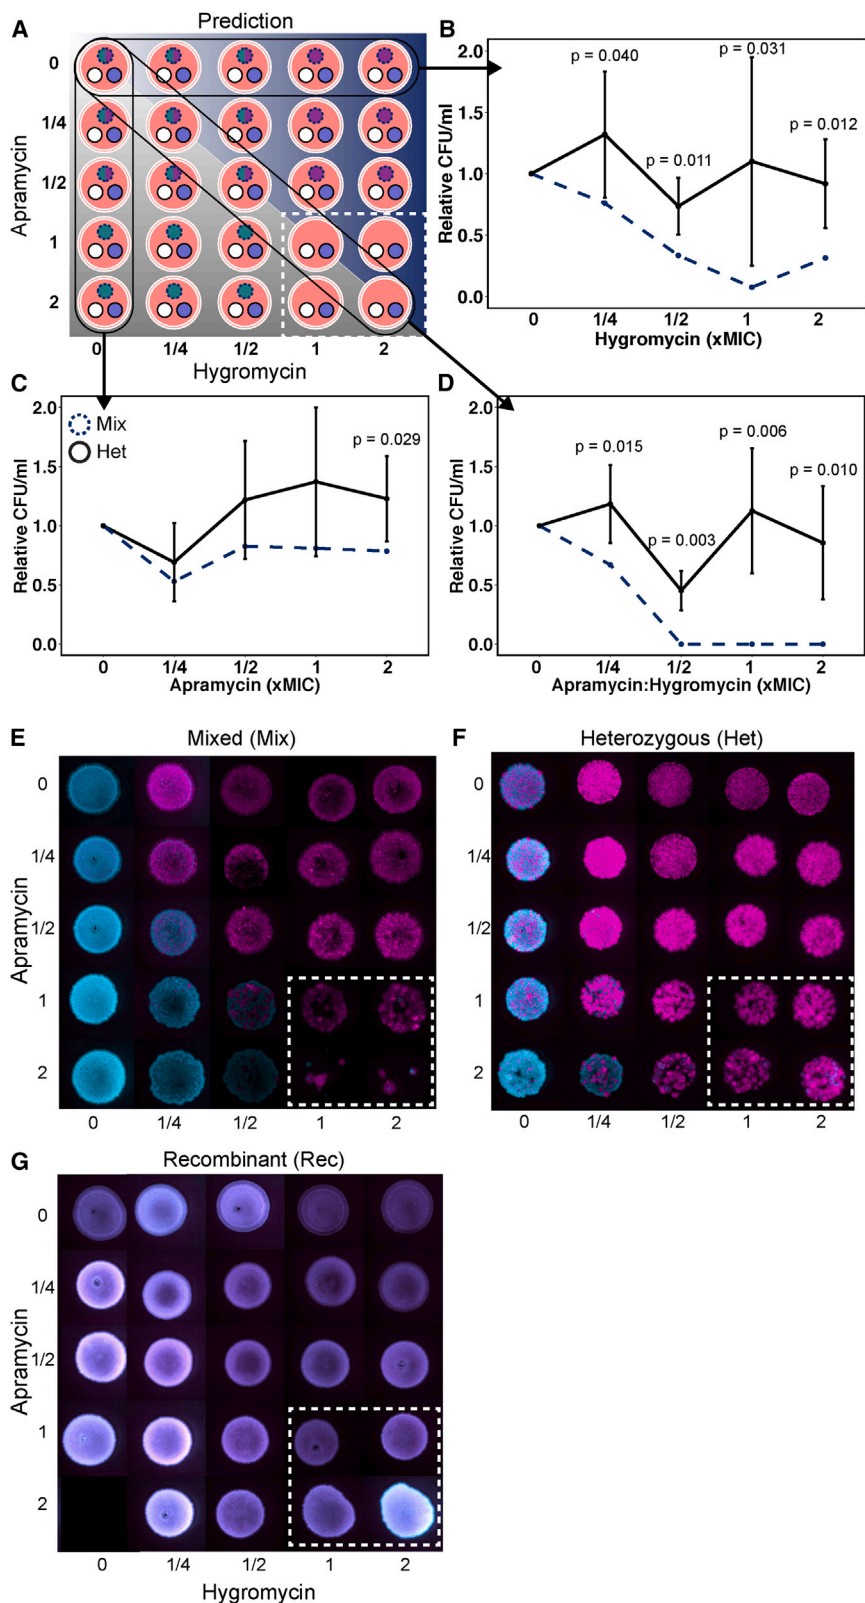 A
Prediction
0
1/4
1/2
1
2
Apramycin
0 1/4 1/2 1 2
Hygromycin
B
2.0
1.5
1.0
0.5
0.0
Relative CFU/ml
p = 0.040
p = 0.011
p = 0.031
p = 0.012
0 1/4 1/2 1 2
Hygromycin (xMIC)
C
2.0
1.5
1.0
0.5
0.0
Relative CFU/ml
Mix
Het
p = 0.029
0 1/4 1/2 1 2
Apramycin (xMIC)
D
2.0
1.5
1.0
0.5
0.0
Relative CFU/ml
p = 0.015
p = 0.003
p = 0.006
p = 0.010
0 1/4 1/2 1 2
Apramycin:Hygromycin (xMIC)
E
Mixed (Mix)
0
1/4
1/2
1
2
Apramycin
0 1/4 1/2 1 2
F
Heterozygous (Het)
0
1/4
1/2
1
2
0 1/4 1/2 1 2
G
Recombinant (Rec)
0
1/4
1/2
1
2
Apramycin
0 1/4 1/2 1 2
Hygromycin